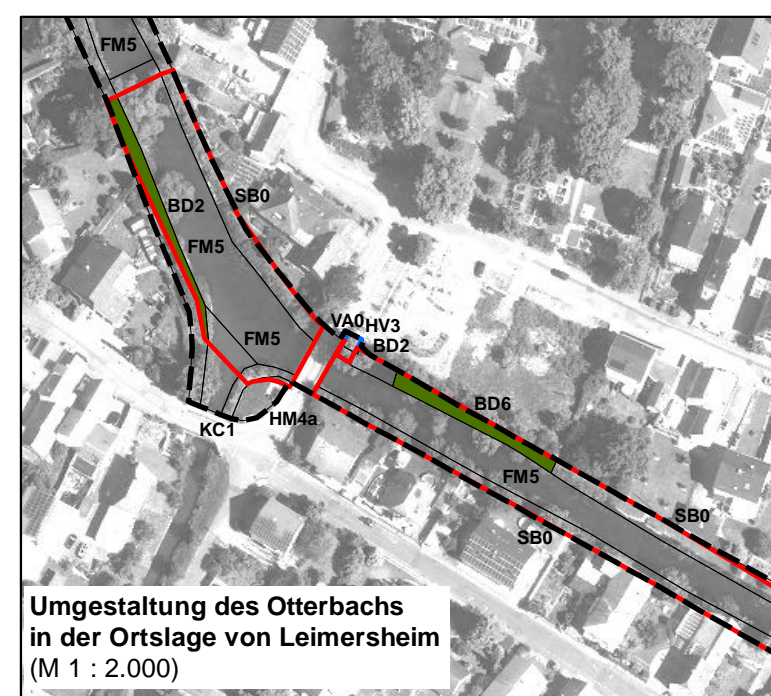 FM5
SB0
BD2
FM5
VA0 HV3
FM5
BD2
BD6
HM4a
KC1
FM5
SB0
SB0
Umgestaltung des Otterbachs
in der Ortslage von Leimersheim
(M 1 : 2.000)